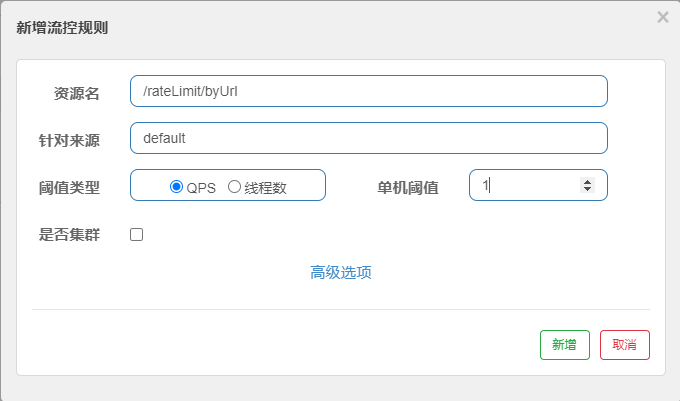 新增流控规则
资源名 /rateLimit/byUrl
针对来源 default
阈值类型 QPS 线程数 单机阈值 1
是否集群
高级选项
新增 取消